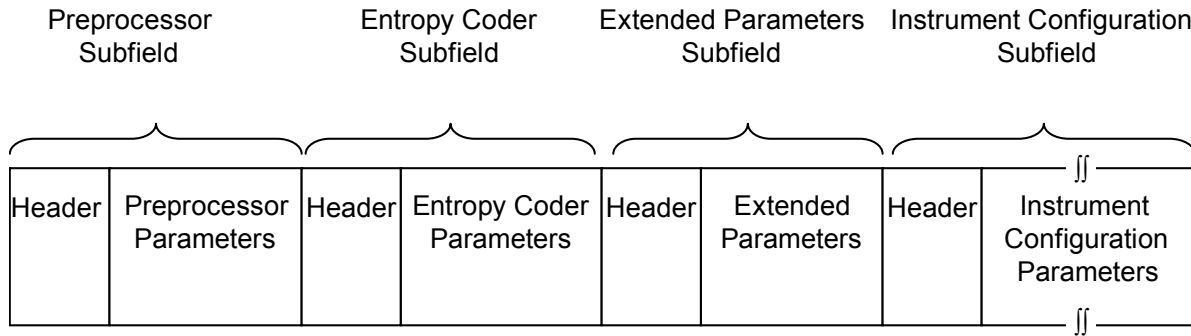 Preprocessor
Subfield
Entropy Coder
Subfield
Extended Parameters
Subfield
Instrument Configuration
Subfield
Header
Preprocessor
Parameters
Header
Entropy Coder
Parameters
Header
Extended
Parameters
Header
Instrument
Configuration
Parameters